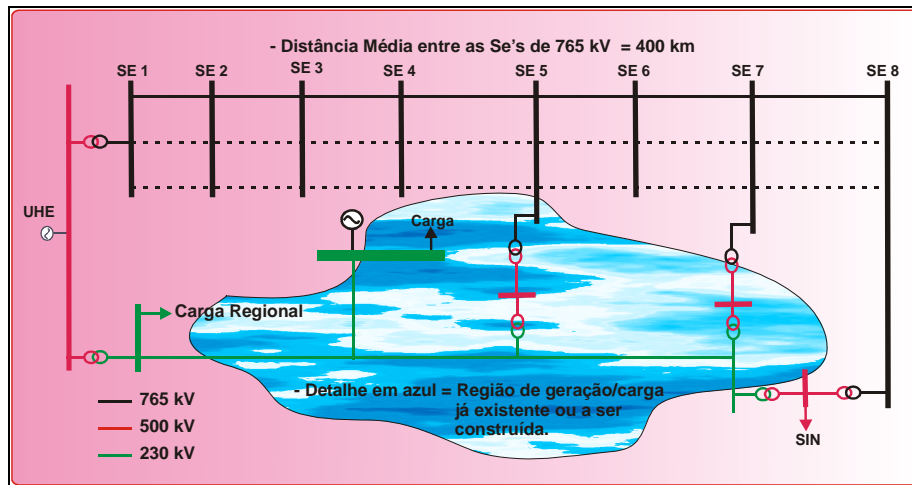 - Distância Média entre as Se's de 765 kV = 400 km
SE 1
SE 2
SE 3
SE 4
SE 5
SE 6
SE 7
SE 8
UHE
Carga
Carga Regional
- Detalhe em azul = Região de geração/carga
já existente ou a ser
construída.
765 kV
500 kV
230 kV
SIN